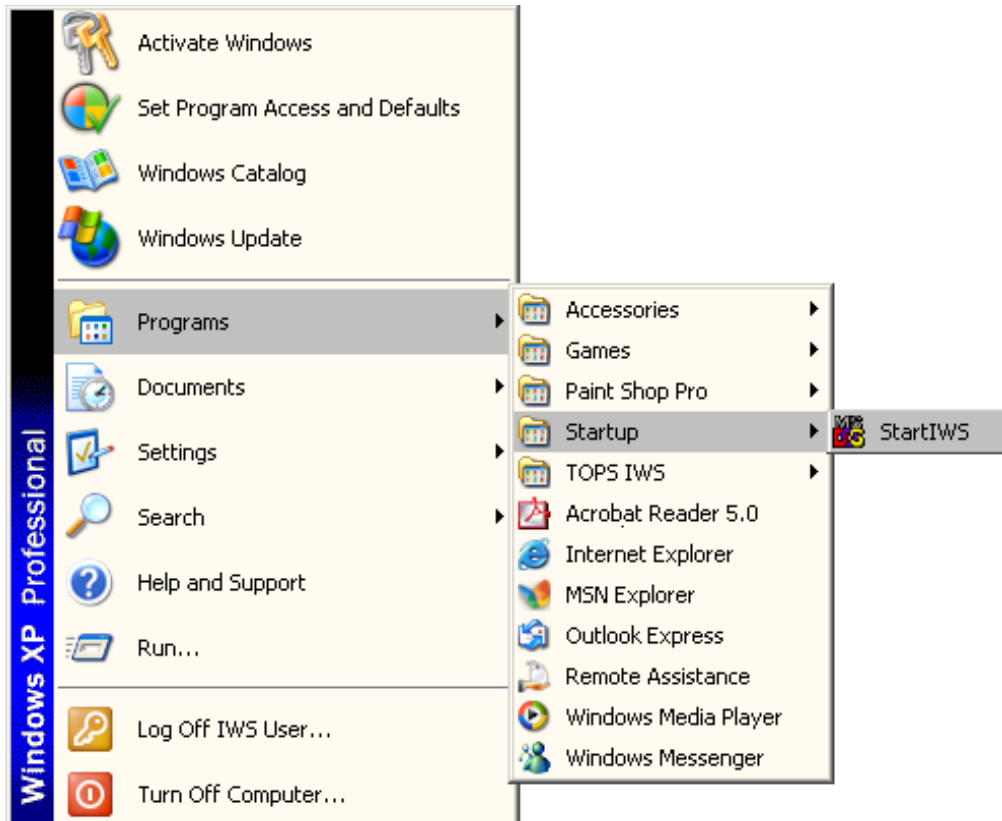 Activate Windows
Set Program Access and Defaults
Windows Catalog
Windows Update
Programs
Documents
Settings
Search
Help and Support
Run...
Log Off IWS User...
Turn Off Computer...
Windows XP Professional
Accessories
Games
Paint Shop Pro
Startup
TOPS IWS
Acrobat Reader 5.0
Internet Explorer
MSN Explorer
Outlook Express
Remote Assistance
Windows Media Player
Windows Messenger
StartIWS